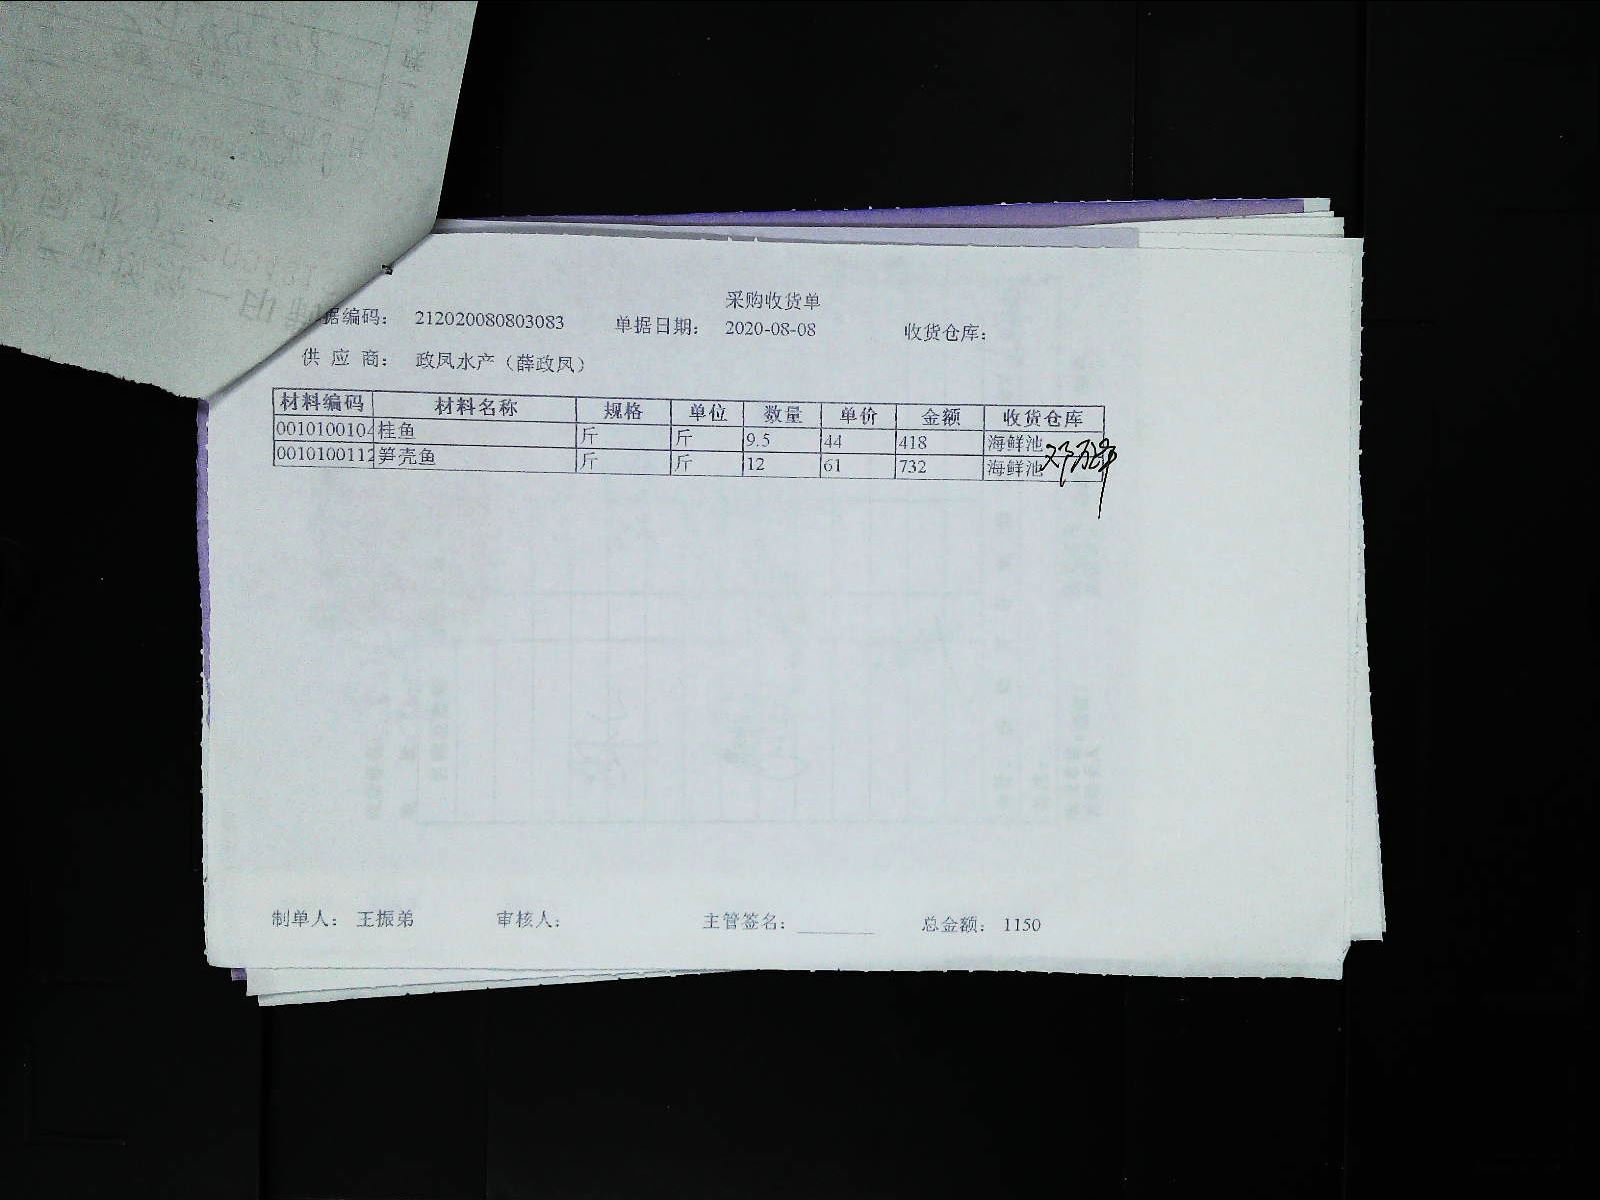 采购收货单
据编码： 212020080803083 单据日期： 2020-08-08 收货仓库：
供 应 商： 政凤水产（薛政凤）
材料编码 材料名称 规格 单位 数量 单价 金额 收货仓库
0010100104 桂鱼 斤 斤 9.5 44 418 海鲜池
0010100112 笋壳鱼 斤 斤 12 61 732 海鲜池
制单人： 王振弟 审核人： 主管签名： 总金额： 1150